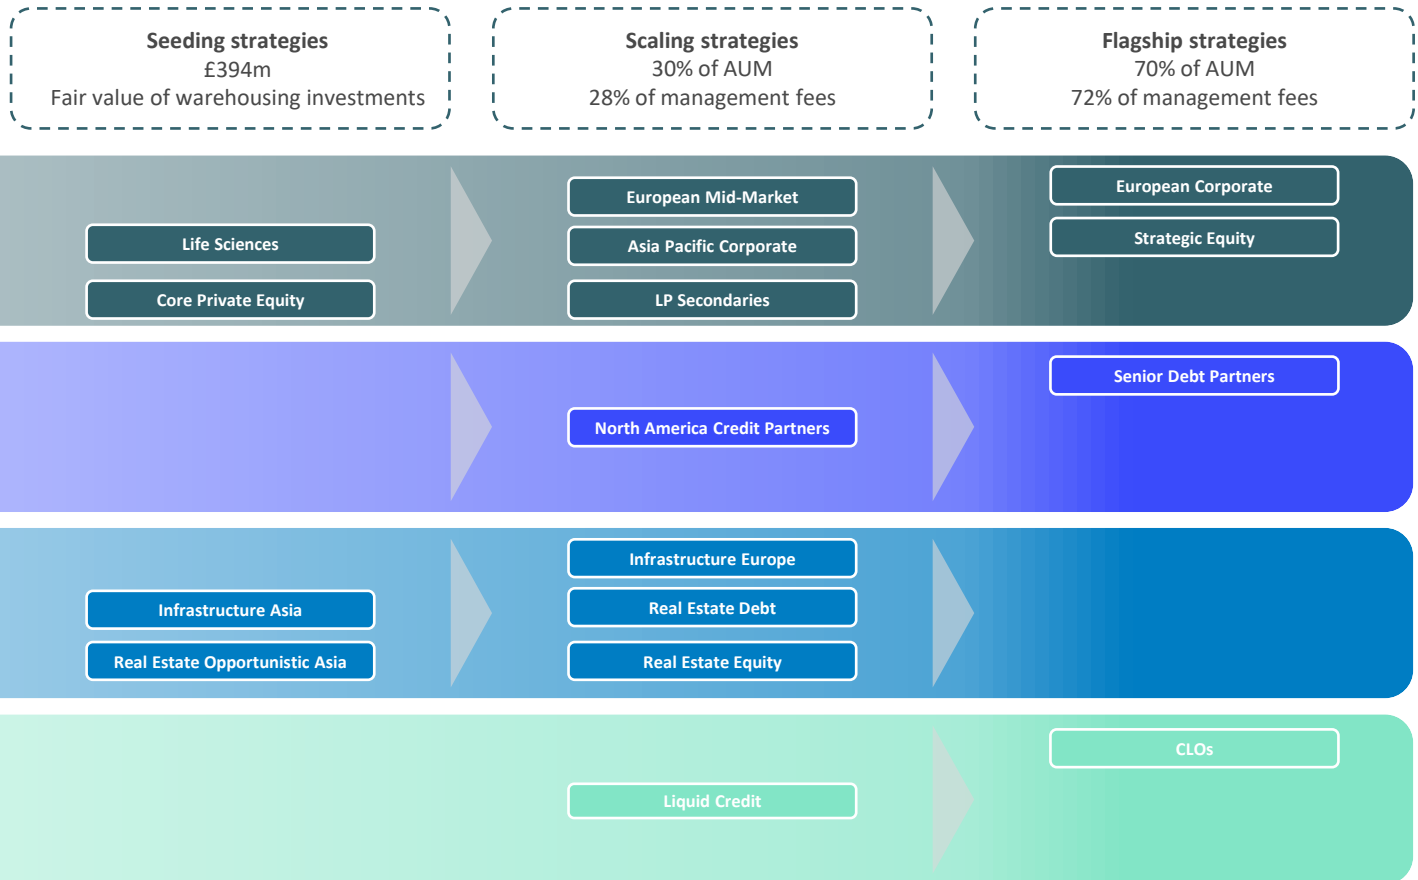 Seeding strategies
£394m
Fair value of warehousing investments
Scaling strategies
30% of AUM
28% of management fees
Flagship strategies
70% of AUM
72% of management fees
Life Sciences
Core Private Equity
European Mid-Market
Asia Pacific Corporate
LP Secondaries
European Corporate
Strategic Equity
North America Credit Partners
Senior Debt Partners
Infrastructure Asia
Real Estate Opportunistic Asia
Infrastructure Europe
Real Estate Debt
Real Estate Equity
Liquid Credit
CLOs